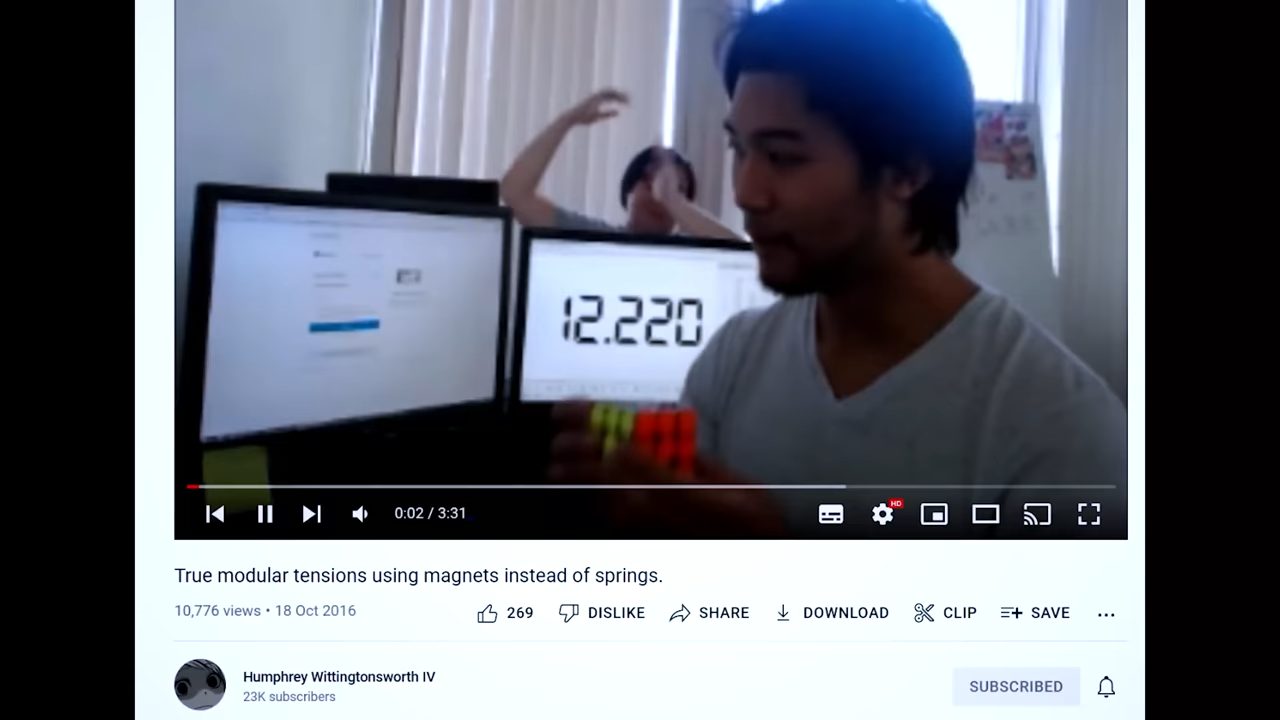 12.220
0:02 / 3:31
HD
True modular tensions using magnets instead of springs.
10,776 views • 18 Oct 2016
269
DISLIKE
SHARE
DOWNLOAD
CLIP
SAVE
Humphrey Wittingtonsworth IV
23K subscribers
SUBSCRIBED